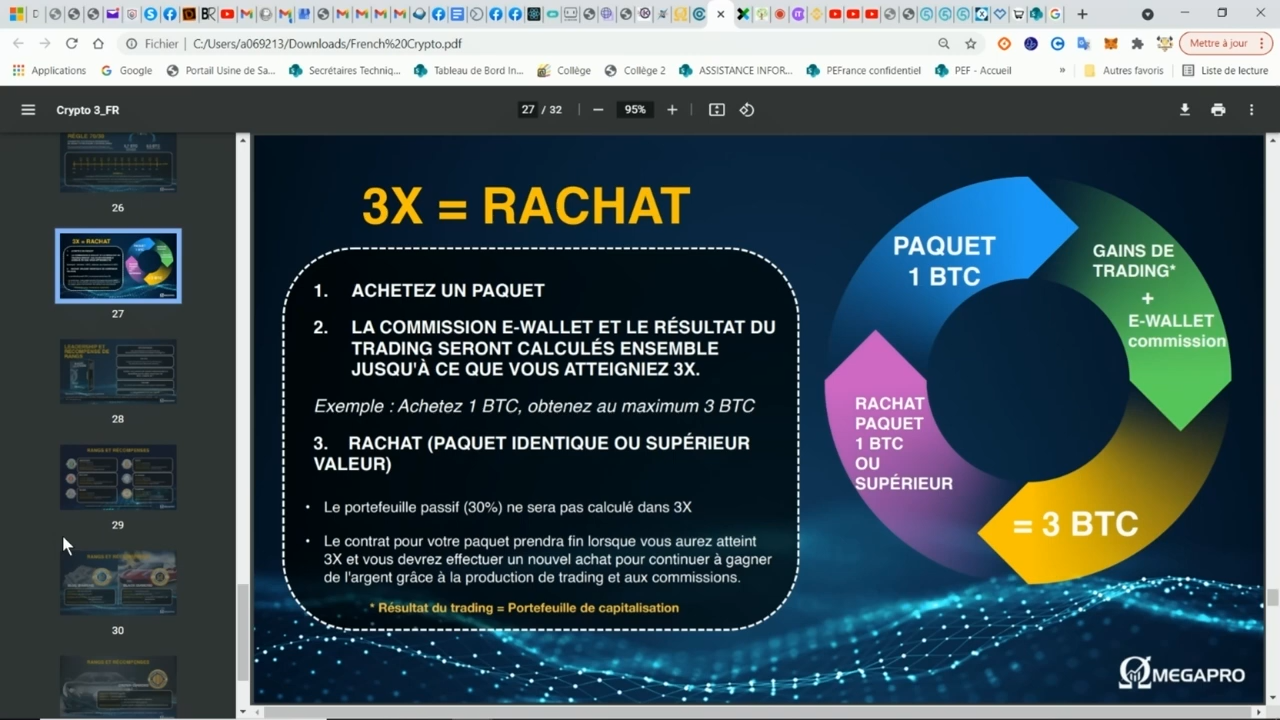 Fichier
C:/Users/a069213/Downloads/French%20Crypto.pdf
Mettre à jour
Applications
Google
Portail Usine de Sa...
Secrétaires Techniq...
Tableau de Bord In...
Collège
Collège 2
ASSISTANCE INFOR...
PEFrance confidentiel
PEF - Accueil
»
Autres favoris
Liste de lecture
Crypto 3_FR
27 / 32
95%
26
27
28
29
30
3X = RACHAT
1. ACHETEZ UN PAQUET
2. LA COMMISSION E-WALLET ET LE RÉSULTAT DU
TRADING SERONT CALCULÉS ENSEMBLE
JUSQU'À CE QUE VOUS ATTEIGNIEZ 3X.
Exemple : Achetez 1 BTC, obtenez au maximum 3 BTC
3. RACHAT (PAQUET IDENTIQUE OU SUPÉRIEUR
VALEUR)
• Le portefeuille passif (30%) ne sera pas calculé dans 3X
• Le contrat pour votre paquet prendra fin lorsque vous aurez atteint
3X et vous devrez effectuer un nouvel achat pour continuer à gagner
de l'argent grâce à la production de trading et aux commissions.
* Résultat du trading = Portefeuille de capitalisation
PAQUET
1 BTC
GAINS DE
TRADING*
+
E-WALLET
commission
= 3 BTC
RACHAT
PAQUET
1 BTC
OU
SUPÉRIEUR
OMEGAPRO